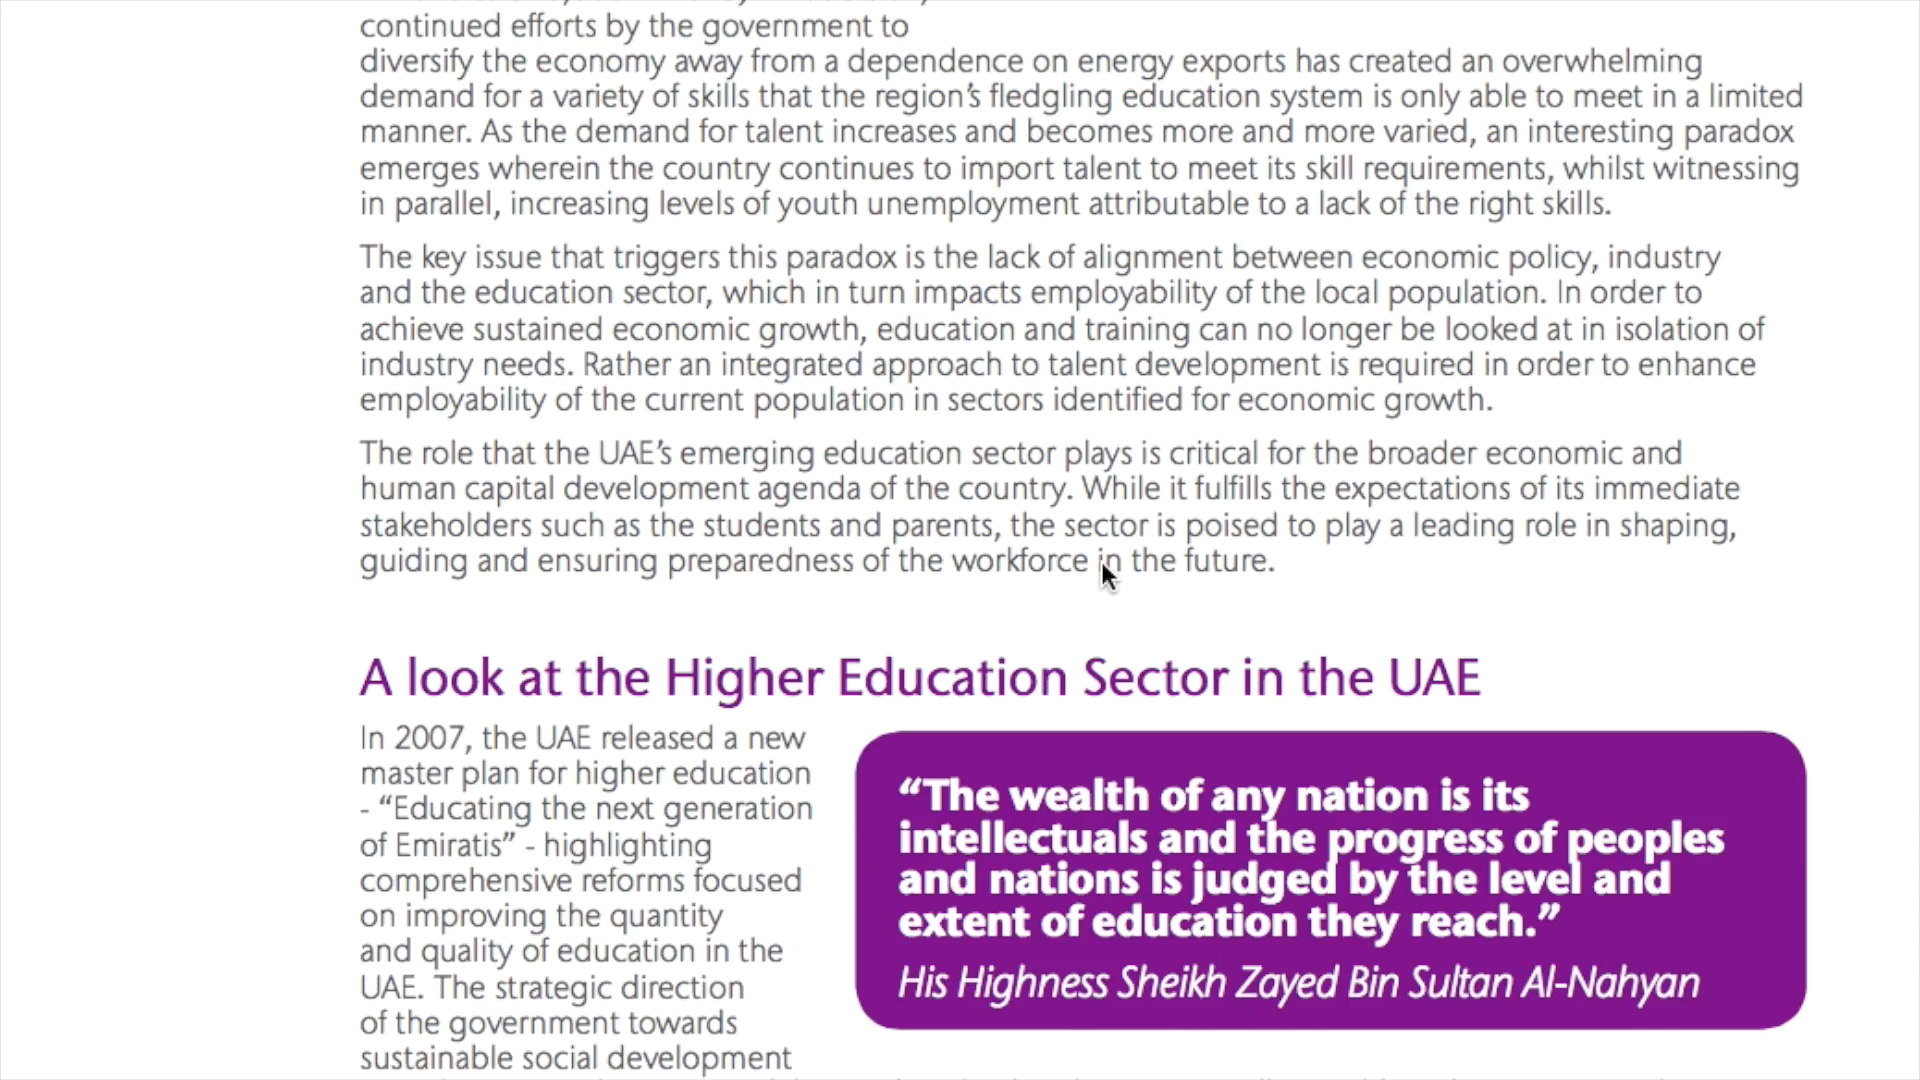 continued efforts by the government to
diversify the economy away from a dependence on energy exports has created an overwhelming
demand for a variety of skills that the region’s fledgling education system is only able to meet in a limited
manner. As the demand for talent increases and becomes more and more varied, an interesting paradox
emerges wherein the country continues to import talent to meet its skill requirements, whilst witnessing
in parallel, increasing levels of youth unemployment attributable to a lack of the right skills.
The key issue that triggers this paradox is the lack of alignment between economic policy, industry
and the education sector, which in turn impacts employability of the local population. In order to
achieve sustained economic growth, education and training can no longer be looked at in isolation of
industry needs. Rather an integrated approach to talent development is required in order to enhance
employability of the current population in sectors identified for economic growth.
The role that the UAE’s emerging education sector plays is critical for the broader economic and
human capital development agenda of the country. While it fulfills the expectations of its immediate
stakeholders such as the students and parents, the sector is poised to play a leading role in shaping,
guiding and ensuring preparedness of the workforce in the future.
A look at the Higher Education Sector in the UAE
In 2007, the UAE released a new
master plan for higher education
- “Educating the next generation
of Emiratis” - highlighting
comprehensive reforms focused
on improving the quantity
and quality of education in the
UAE. The strategic direction
of the government towards
sustainable social development
“The wealth of any nation is its
intellectuals and the progress of peoples
and nations is judged by the level and
extent of education they reach.”
His Highness Sheikh Zayed Bin Sultan Al-Nahyan